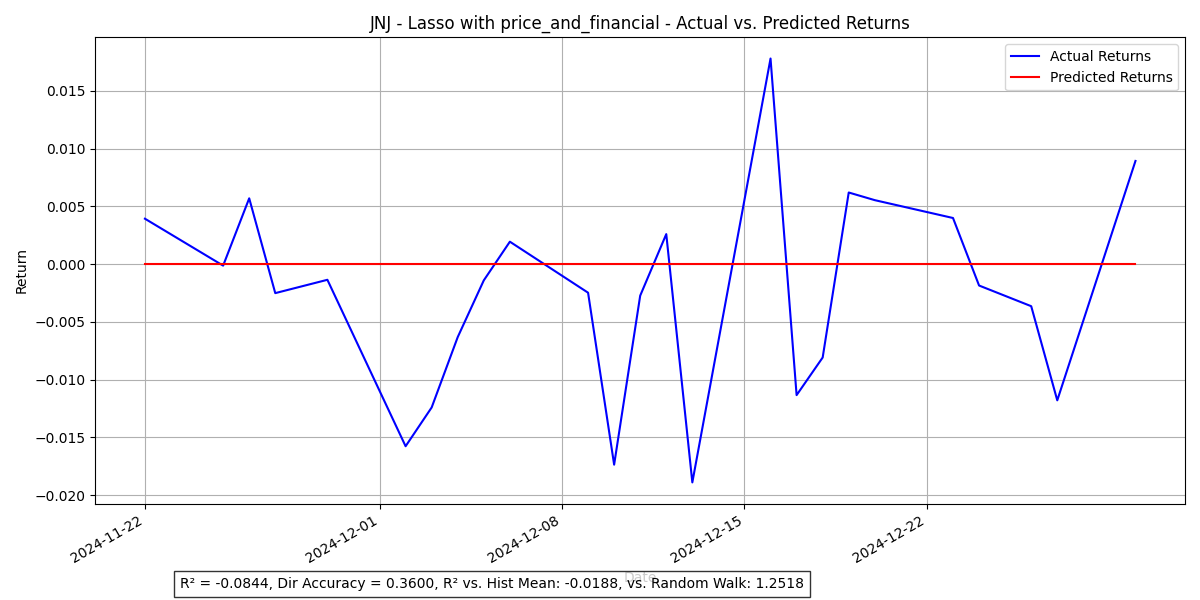 JNJ - Lasso with price_and_financial - Actual vs. Predicted Returns
Actual Returns
Predicted Returns
Return
0.015
0.010
0.005
0.000
−0.005
−0.010
−0.015
−0.020
2024-11-22
2024-12-01
2024-12-08
2024-12-15
2024-12-22
Date
R² = -0.0844, Dir Accuracy = 0.3600, R² vs. Hist Mean: -0.0188, vs. Random Walk: 1.2518